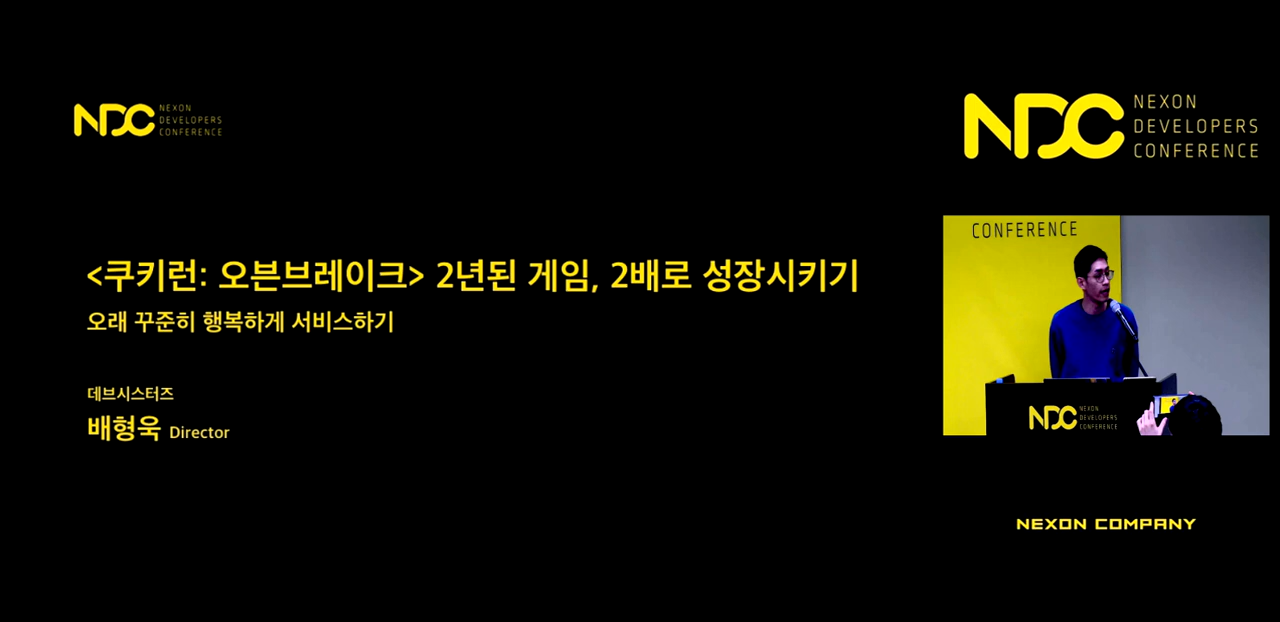 NDC NEXON
DEVELOPERS
CONFERENCE
<쿠키런: 오븐브레이크> 2년된 게임, 2배로 성장시키기
오래 꾸준히 행복하게 서비스하기
데브시스터즈
배형욱 Director
NDC NEXON
DEVELOPERS
CONFERENCE
CONFERENCE
NDC NEXON
DEVELOPERS
CONFERENCE
NEXON COMPANY